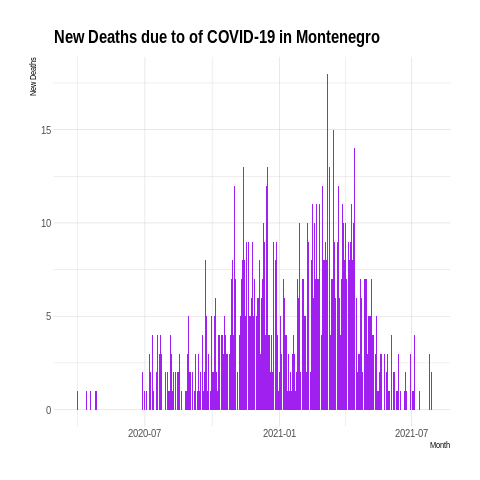 New Deaths due to of COVID-19 in Montenegro
New Deaths
15
10
5
0
2020-07
2021-01
2021-07
Month